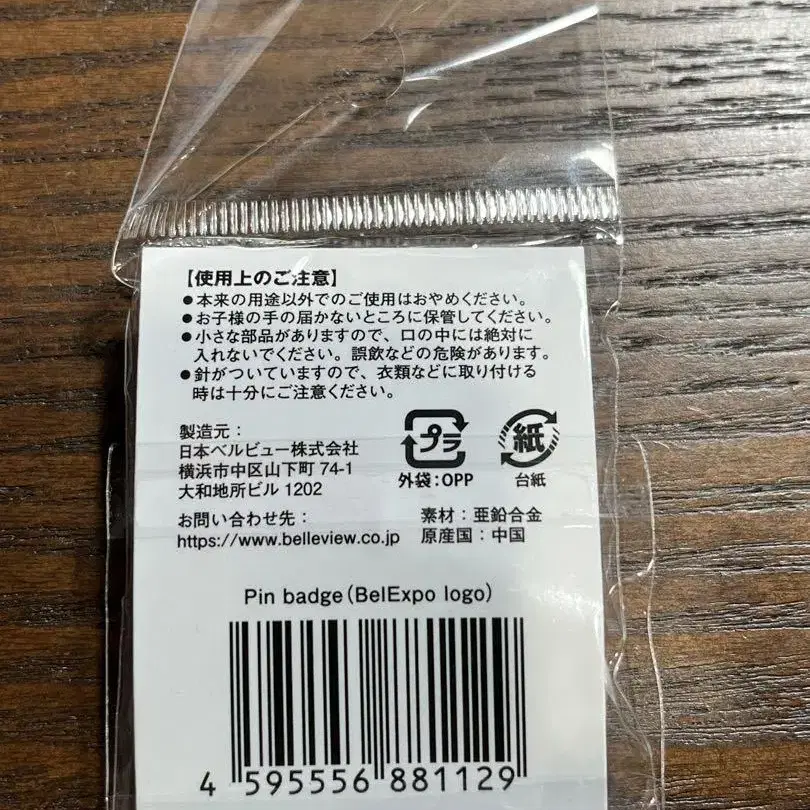 【使用上のご注意】
●本来の用途以外でのご使用はおやめください。
●お子様の手の届かないところに保管してください。
●小さな部品がありますので、口の中には絶対に
入れないでください。誤飲などの危険があります。
●針がついていますので、衣類などに取り付ける
時は十分にご注意ください。
製造元：
日本ベルビュー株式会社
横浜市中区山下町 74-1
大和地所ビル 1202
プラ
外袋：OPP
紙
台紙
お問い合わせ先：
https://www.belleview.co.jp
素材：亜鉛合金
原産国：中国
Pin badge（BelExpo logo）
4 595556 881129